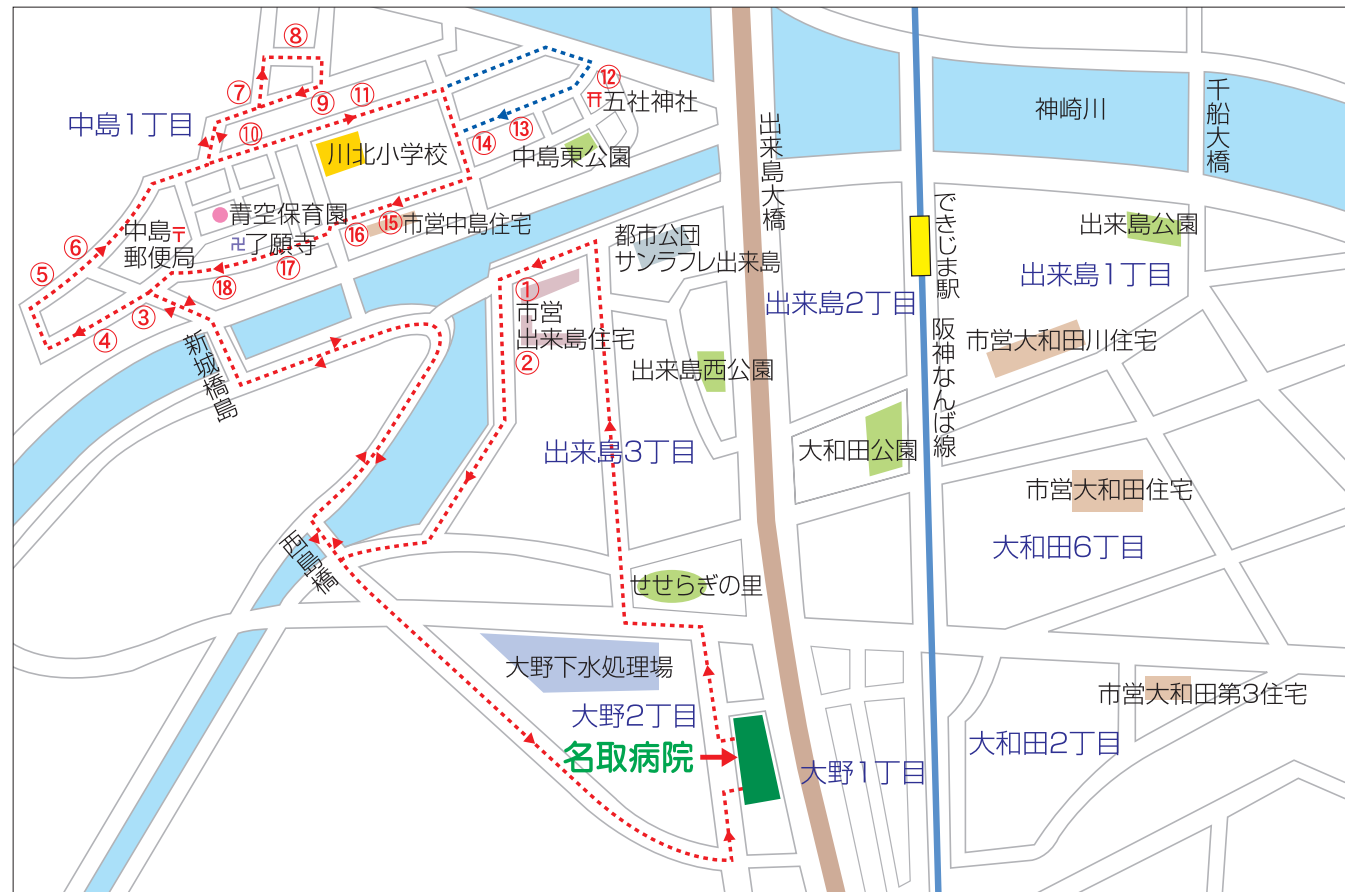 ⑧
⑦
⑨
⑪
⑩
中島1丁目
⑫
五社神社
⑬
⑭
中島東公園
川北小学校
出来島大橋
神崎川
千船大橋
青空保育園
卍了願寺
中島〒
郵便局
⑮市営中島住宅
⑯
⑰
⑱
⑥
⑤
④
③
新城橋島
都市公団
サンラフレ出来島
①
市営
出来島住宅
②
出来島西公園
出来島2丁目
できじま駅
阪神なんば線
出来島公園
出来島1丁目
市営大和田川住宅
出来島3丁目
大和田公園
市営大和田住宅
大和田6丁目
西島橋
せせらぎの里
大野下水処理場
大野2丁目
名取病院
大野1丁目
大和田2丁目
市営大和田第3住宅